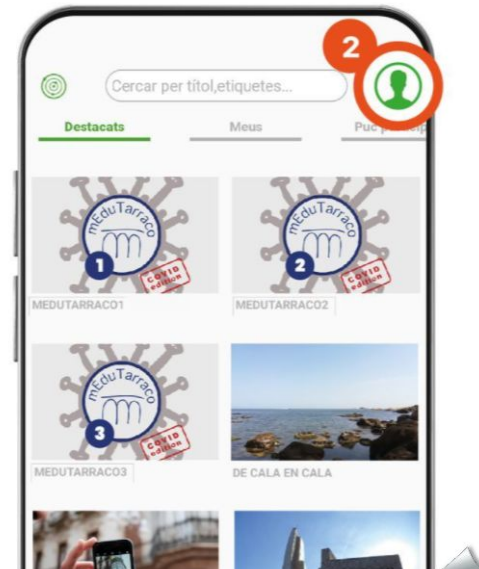 2
Cercar per títol,etiquetes...
Destacats
Meus
mEduTarraco
1
COVID
edition
mEduTarraco
2
COVID
edition
MEDUTARRACO1
MEDUTARRACO2
mEduTarraco
3
COVID
edition
MEDUTARRACO3
DE CALA EN CALA